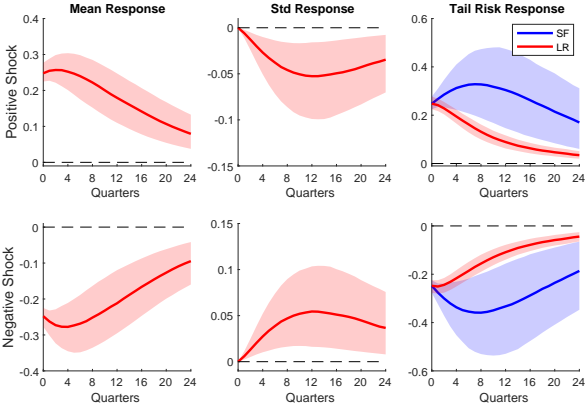 Mean Response
Std Response
Tail Risk Response
Positive Shock
0.4
0.3
0.2
0.1
0
0 4 8 12 16 20 24
Quarters
0
-0.05
-0.1
-0.15
0 4 8 12 16 20 24
Quarters
SF
LR
0.6
0.4
0.2
0
0 4 8 12 16 20 24
Quarters
Negative Shock
0
-0.1
-0.2
-0.3
-0.4
0 4 8 12 16 20 24
Quarters
0.15
0.1
0.05
0
0 4 8 12 16 20 24
Quarters
0
-0.2
-0.4
-0.6
0 4 8 12 16 20 24
Quarters